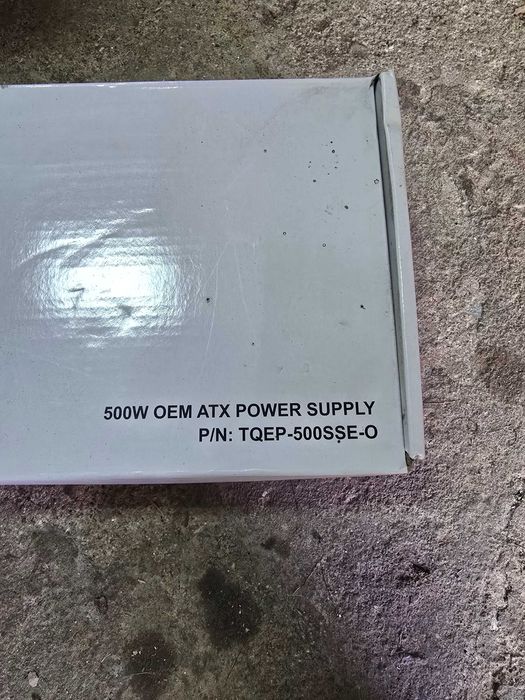 500W OEM ATX POWER SUPPLY
P/N: TQEP-500SSE-O